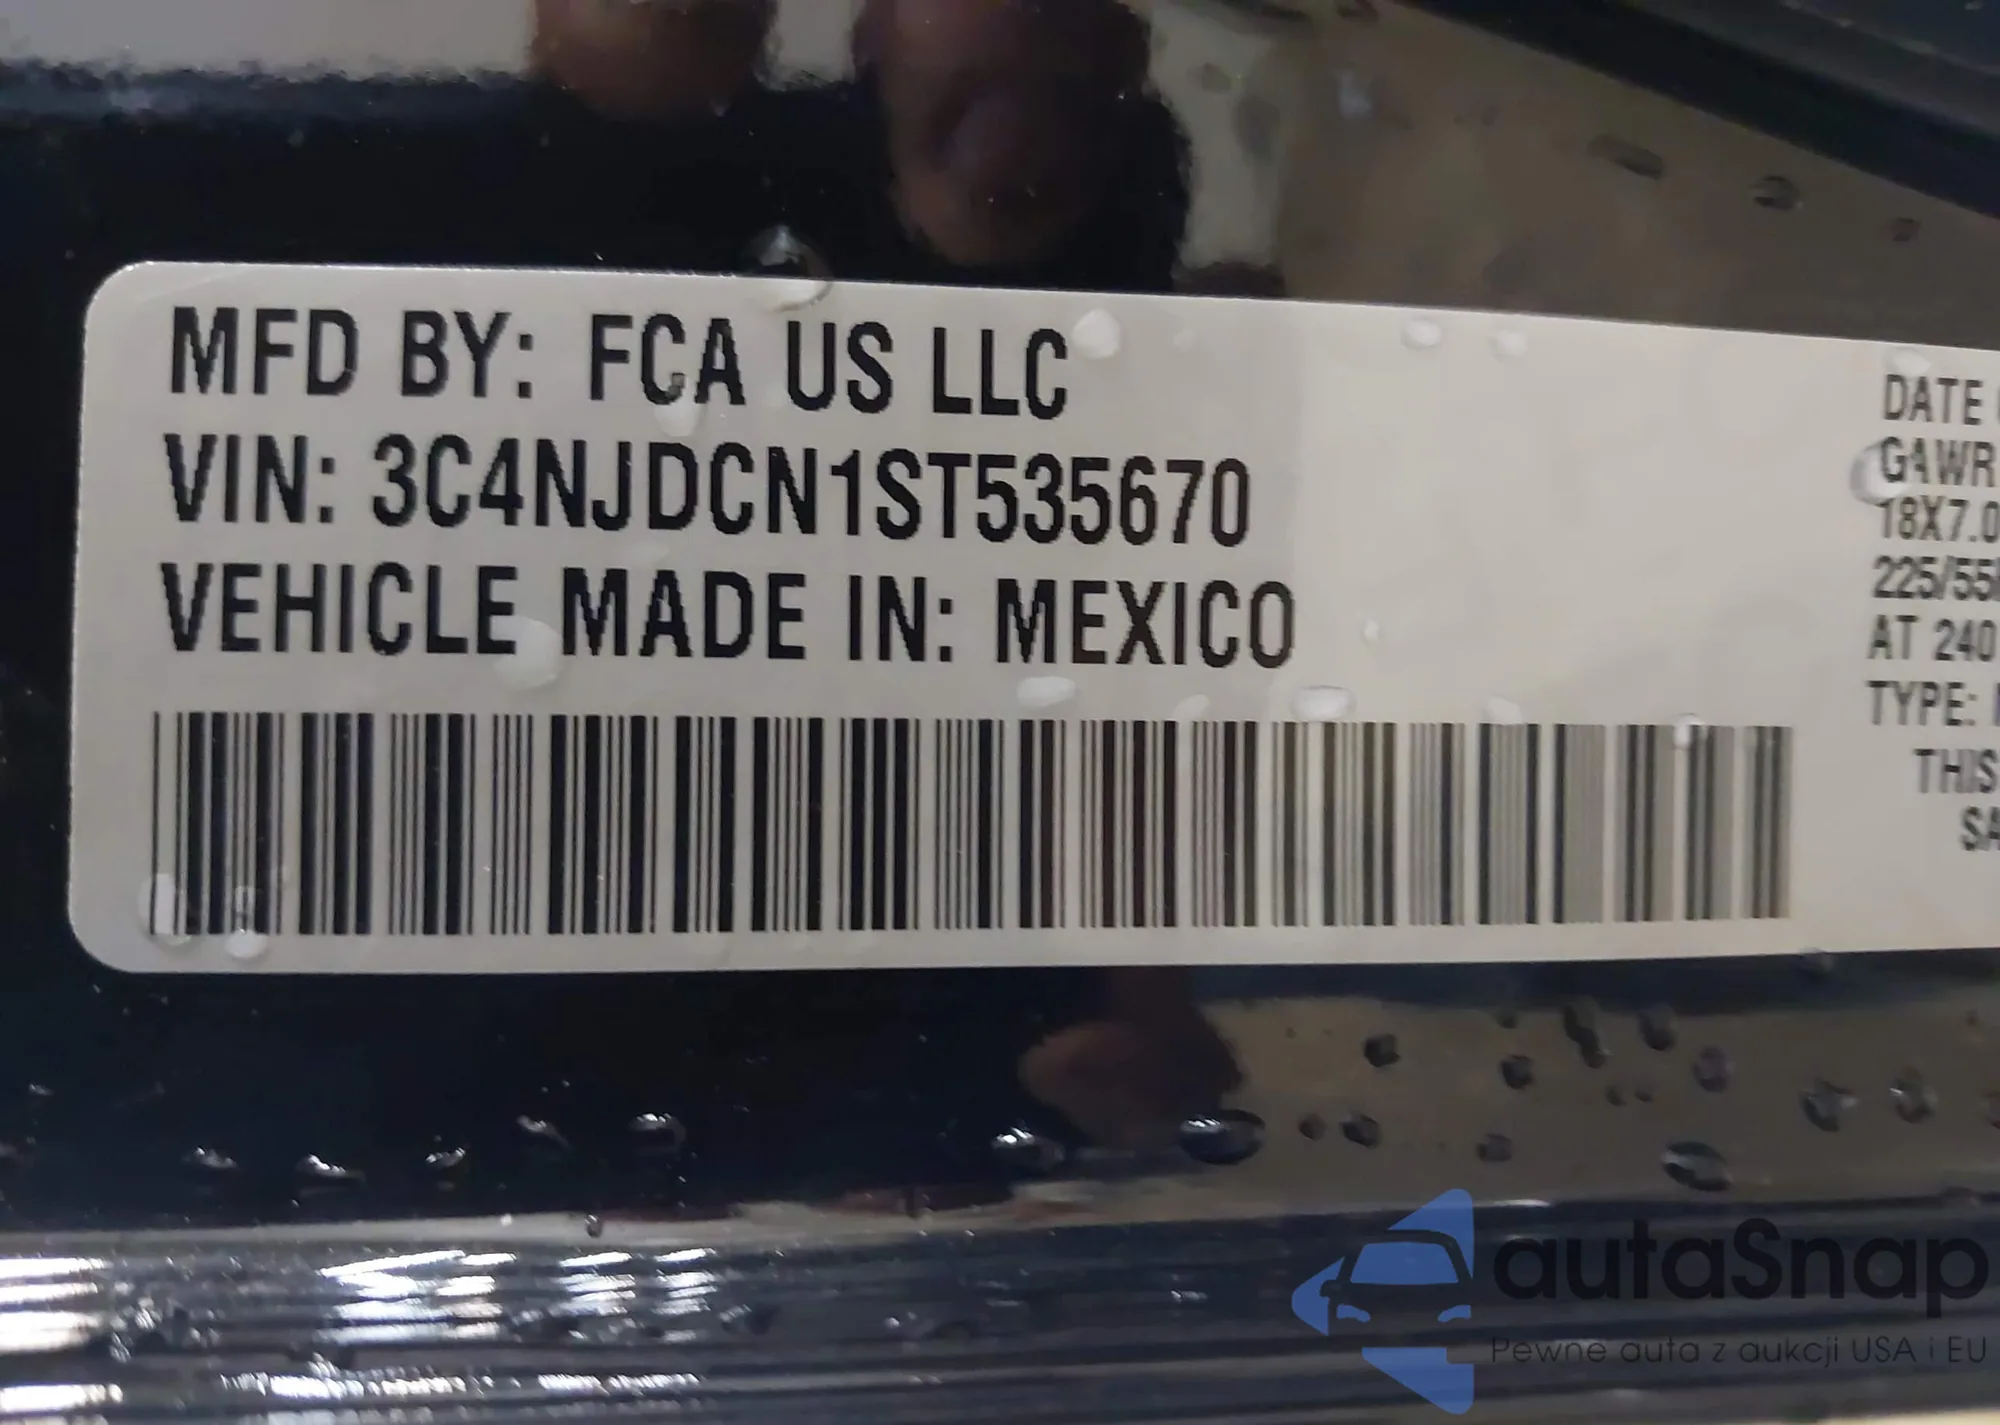 MFD BY: FCA US LLC
VIN: 3C4NJDCN1ST535670
VEHICLE MADE IN: MEXICO
DATE
GAWR
18X7.0
225/55
AT 240
TYPE:
THIS
SA
autaSnap
Pewne auta z aukcji USA i EU